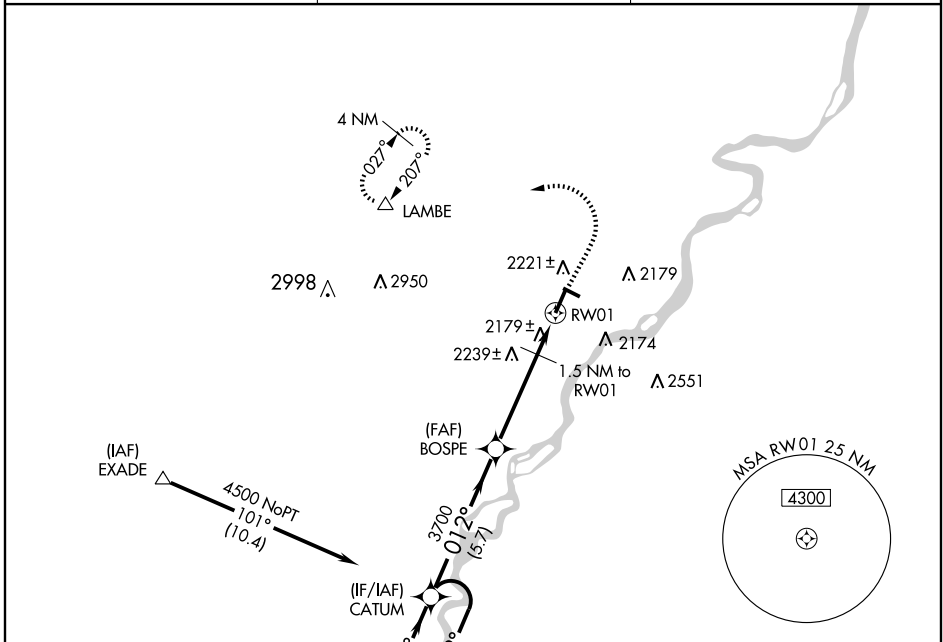 4 NM
027°
207°
LAMBE
2998
2950
2221±
2179
RW01
2179±
2174
2239±
1.5 NM to
RW01
2551
(FAF)
BOSPE
(IAF)
EXADE
4500 NoPT
101°
(10.4)
3700
012°
(5.7)
(IF/IAF)
CATUM
MSA RW01 25 NM
4300